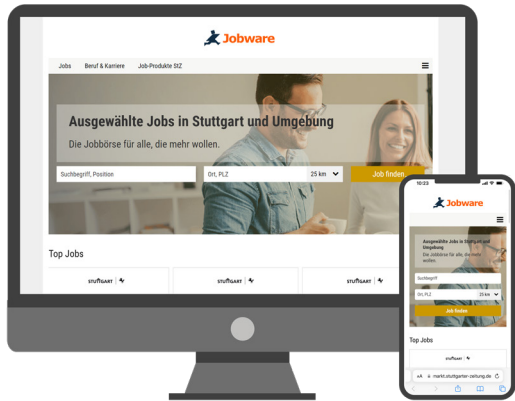 Jobware
Jobs Beruf & Karriere Job-Produkte StZ
Ausgewählte Jobs in Stuttgart und Umgebung
Die Jobbörse für alle, die mehr wollen.
Suchbegriff, Position Ort, PLZ 25 km Job finden
Top Jobs
STUTTGART STUTTGART STUTTGART
10:23
Jobware
Ausgewählte Jobs in Stuttgart und
Umgebung
Die Jobbörse für alle, die mehr
wollen.
Suchbegriff
Ort, PLZ 25 km
Job finden
Top Jobs
STUTTGART
AA markt.stuttgarter-zeitung.de